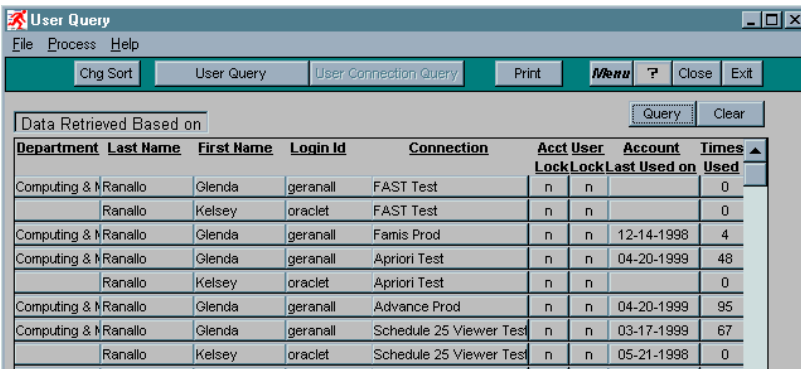 User Query
File Process Help
Chg Sort User Query User Connection Query Print Menu ? Close Exit
Query Clear
Data Retrieved Based on
Department Last Name First Name Login Id Connection Acct User Account Times
Lock Lock Last Used on Used
Computing & M Ranallo Glenda geranall FAST Test n n 0
Ranallo Kelsey oraclet FAST Test n n 0
Computing & M Ranallo Glenda geranall Famis Prod n n 12-14-1998 4
Computing & M Ranallo Glenda geranall Apriori Test n n 04-20-1999 48
Ranallo Kelsey oraclet Apriori Test n n 0
Computing & M Ranallo Glenda geranall Advance Prod n n 04-20-1999 95
Computing & M Ranallo Glenda geranall Schedule 25 Viewer Test n n 03-17-1999 67
Ranallo Kelsey oraclet Schedule 25 Viewer Test n n 05-21-1998 0